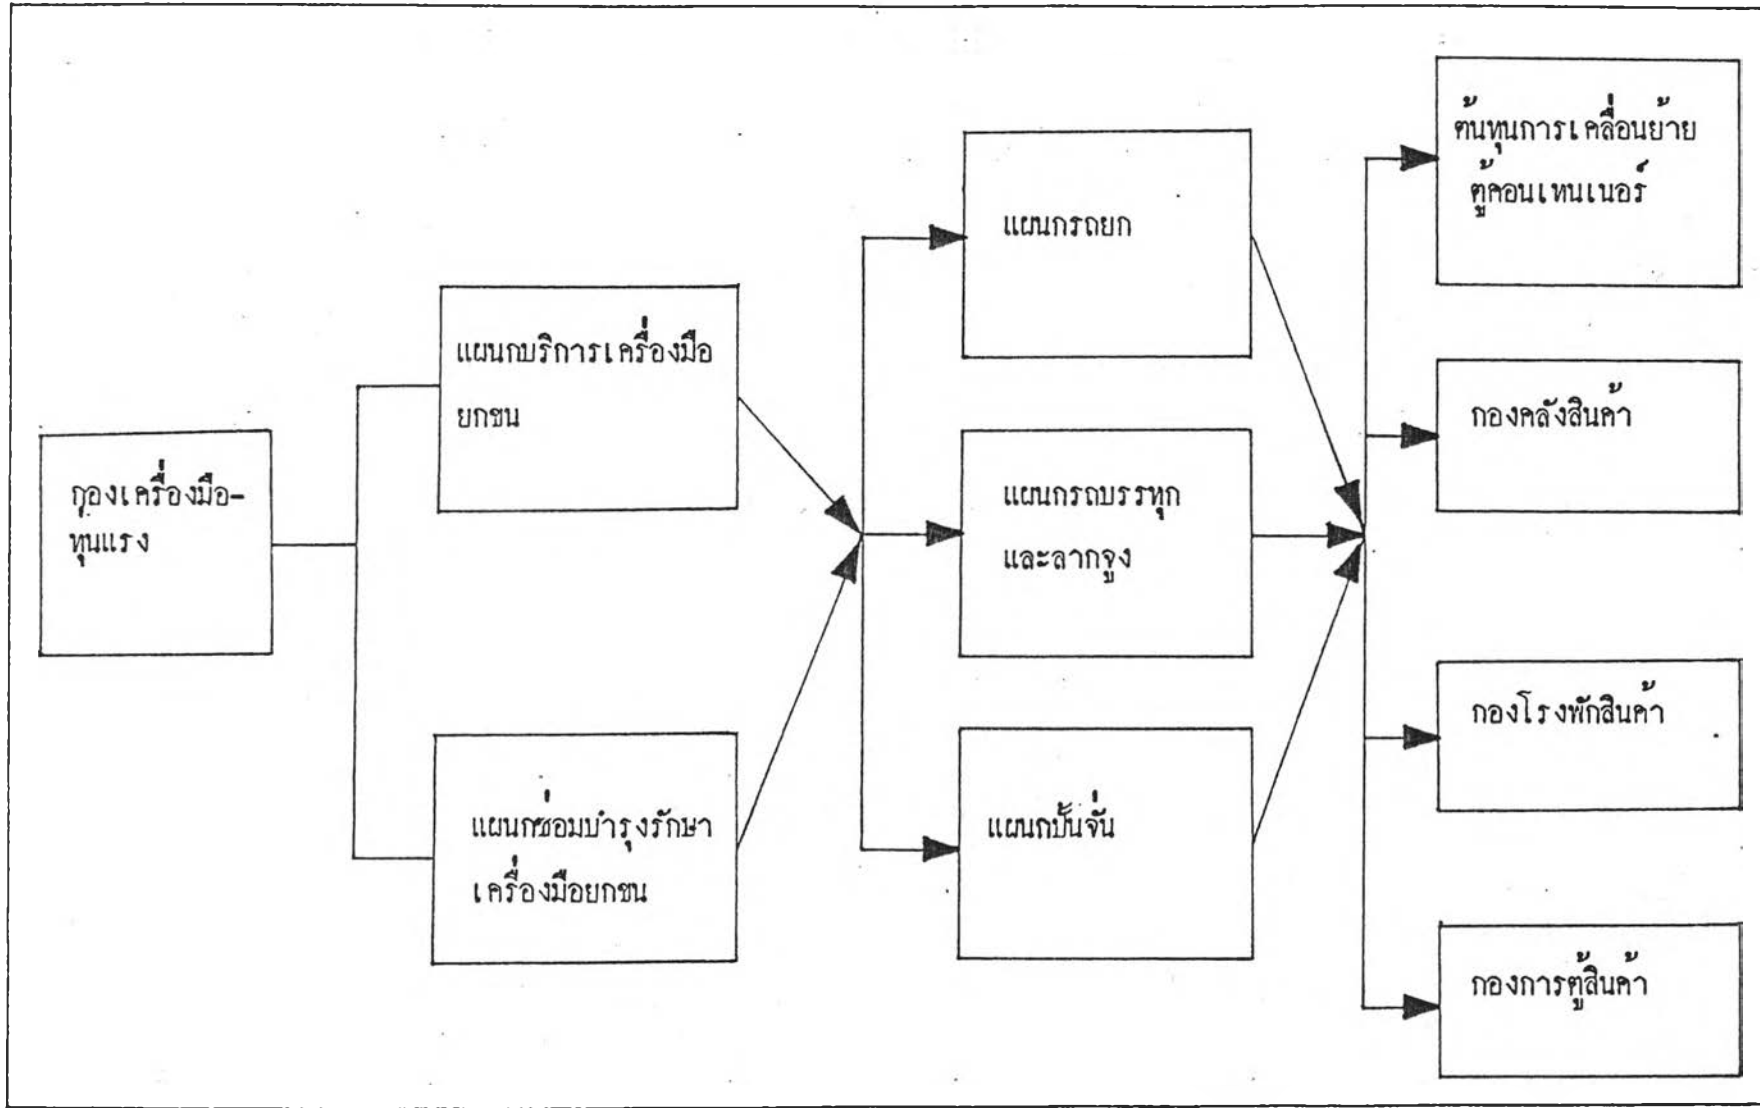 กองเครื่องมือ-
ทุ่นแรง
แผนกบริการเครื่องมือ
ยกขน
แผนกซ่อมบำรุงรักษา
เครื่องมือยกขน
แผนกรถยก
แผนกรถบรรทุก
และลากจูง
แผนกปั้นจั่น
ต้นทุนการเคลื่อนย้าย
ตู้คอนเทนเนอร์
กองคลังสินค้า
กองโรงพักสินค้า
กองการตู้สินค้า